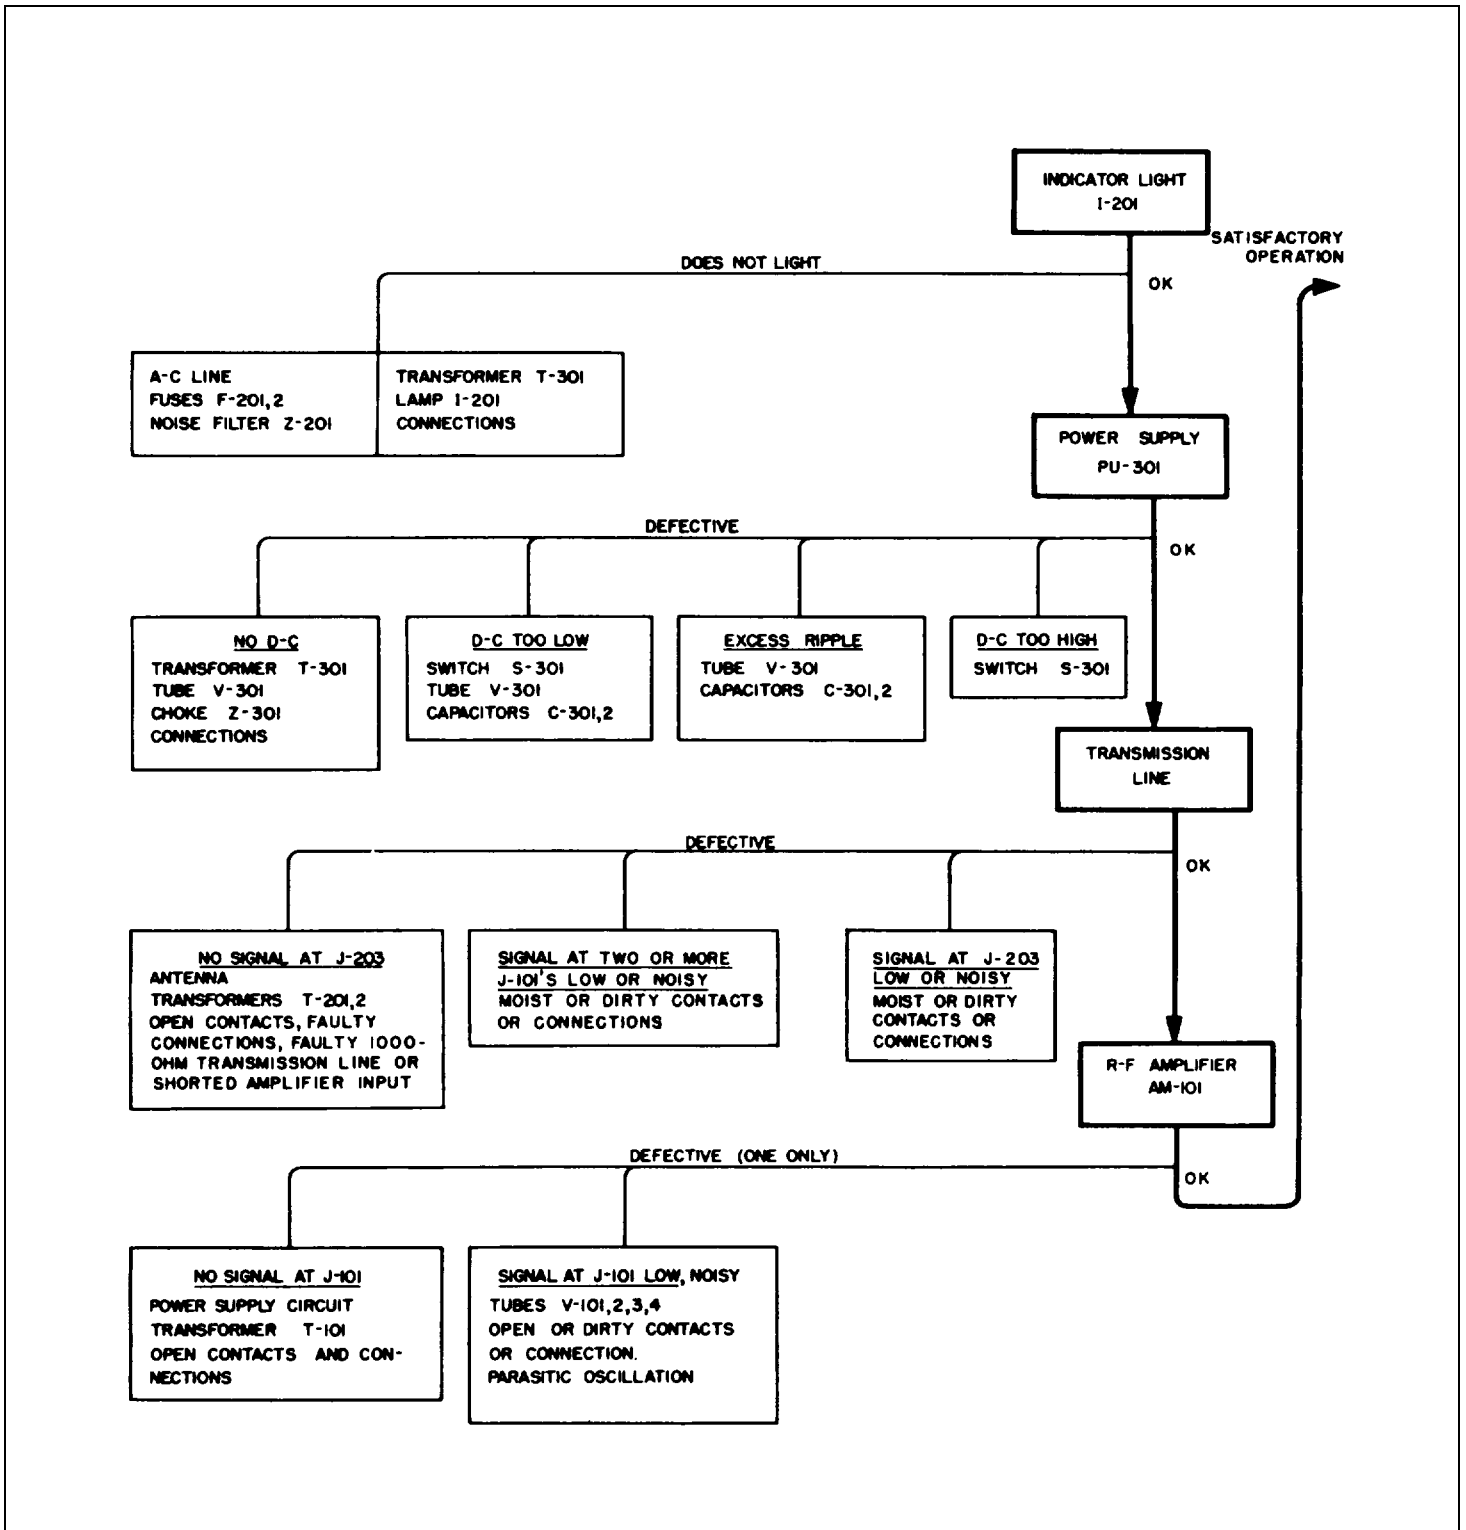 INDICATOR LIGHT
I-201
SATISFACTORY
OPERATION
DOES NOT LIGHT
OK
A-C LINE
FUSES F-201,2
NOISE FILTER Z-201
TRANSFORMER T-301
LAMP I-201
CONNECTIONS
POWER SUPPLY
PU-301
DEFECTIVE
OK
NO D-C
TRANSFORMER T-301
TUBE V-301
CHOKE Z-301
CONNECTIONS
D-C TOO LOW
SWITCH S-301
TUBE V-301
CAPACITORS C-301,2
EXCESS RIPPLE
TUBE V-301
CAPACITORS C-301,2
D-C TOO HIGH
SWITCH S-301
TRANSMISSION
LINE
DEFECTIVE
OK
NO SIGNAL AT J-203
ANTENNA
TRANSFORMERS T-201,2
OPEN CONTACTS, FAULTY
CONNECTIONS, FAULTY 1000-
OHM TRANSMISSION LINE OR
SHORTED AMPLIFIER INPUT
SIGNAL AT TWO OR MORE
J-101'S LOW OR NOISY
MOIST OR DIRTY CONTACTS
OR CONNECTIONS
SIGNAL AT J-203
LOW OR NOISY
MOIST OR DIRTY
CONTACTS OR
CONNECTIONS
R-F AMPLIFIER
AM-101
DEFECTIVE (ONE ONLY)
OK
NO SIGNAL AT J-101
POWER SUPPLY CIRCUIT
TRANSFORMER T-101
OPEN CONTACTS AND CON-
NECTIONS
SIGNAL AT J-101 LOW, NOISY
TUBES V-101,2,3,4
OPEN OR DIRTY CONTACTS
OR CONNECTION.
PARASITIC OSCILLATION